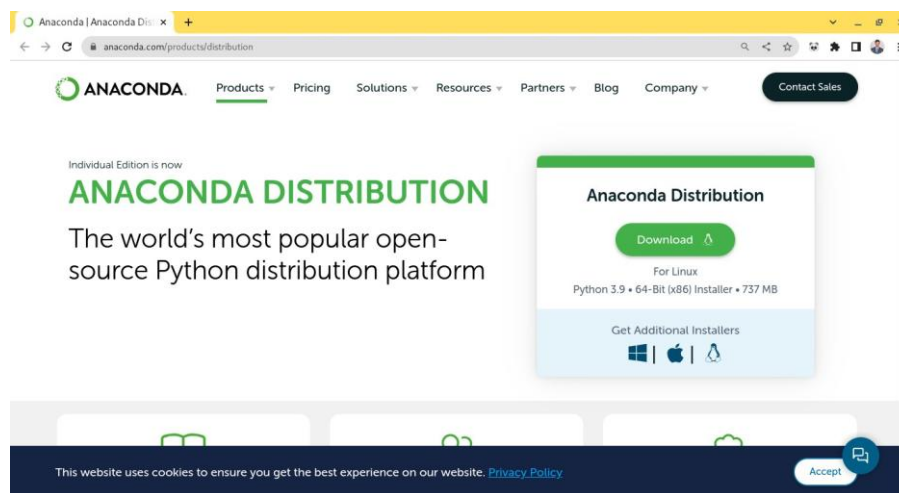 Anaconda | Anaconda Dis
anaconda.com/products/distribution
ANACONDA.
Products
Pricing
Solutions
Resources
Partners
Blog
Company
Contact Sales
Individual Edition is now
ANACONDA DISTRIBUTION
The world's most popular open-
source Python distribution platform
Anaconda Distribution
Download
For Linux
Python 3.9 • 64-Bit (x86) Installer • 737 MB
Get Additional Installers
This website uses cookies to ensure you get the best experience on our website. Privacy Policy
Accept